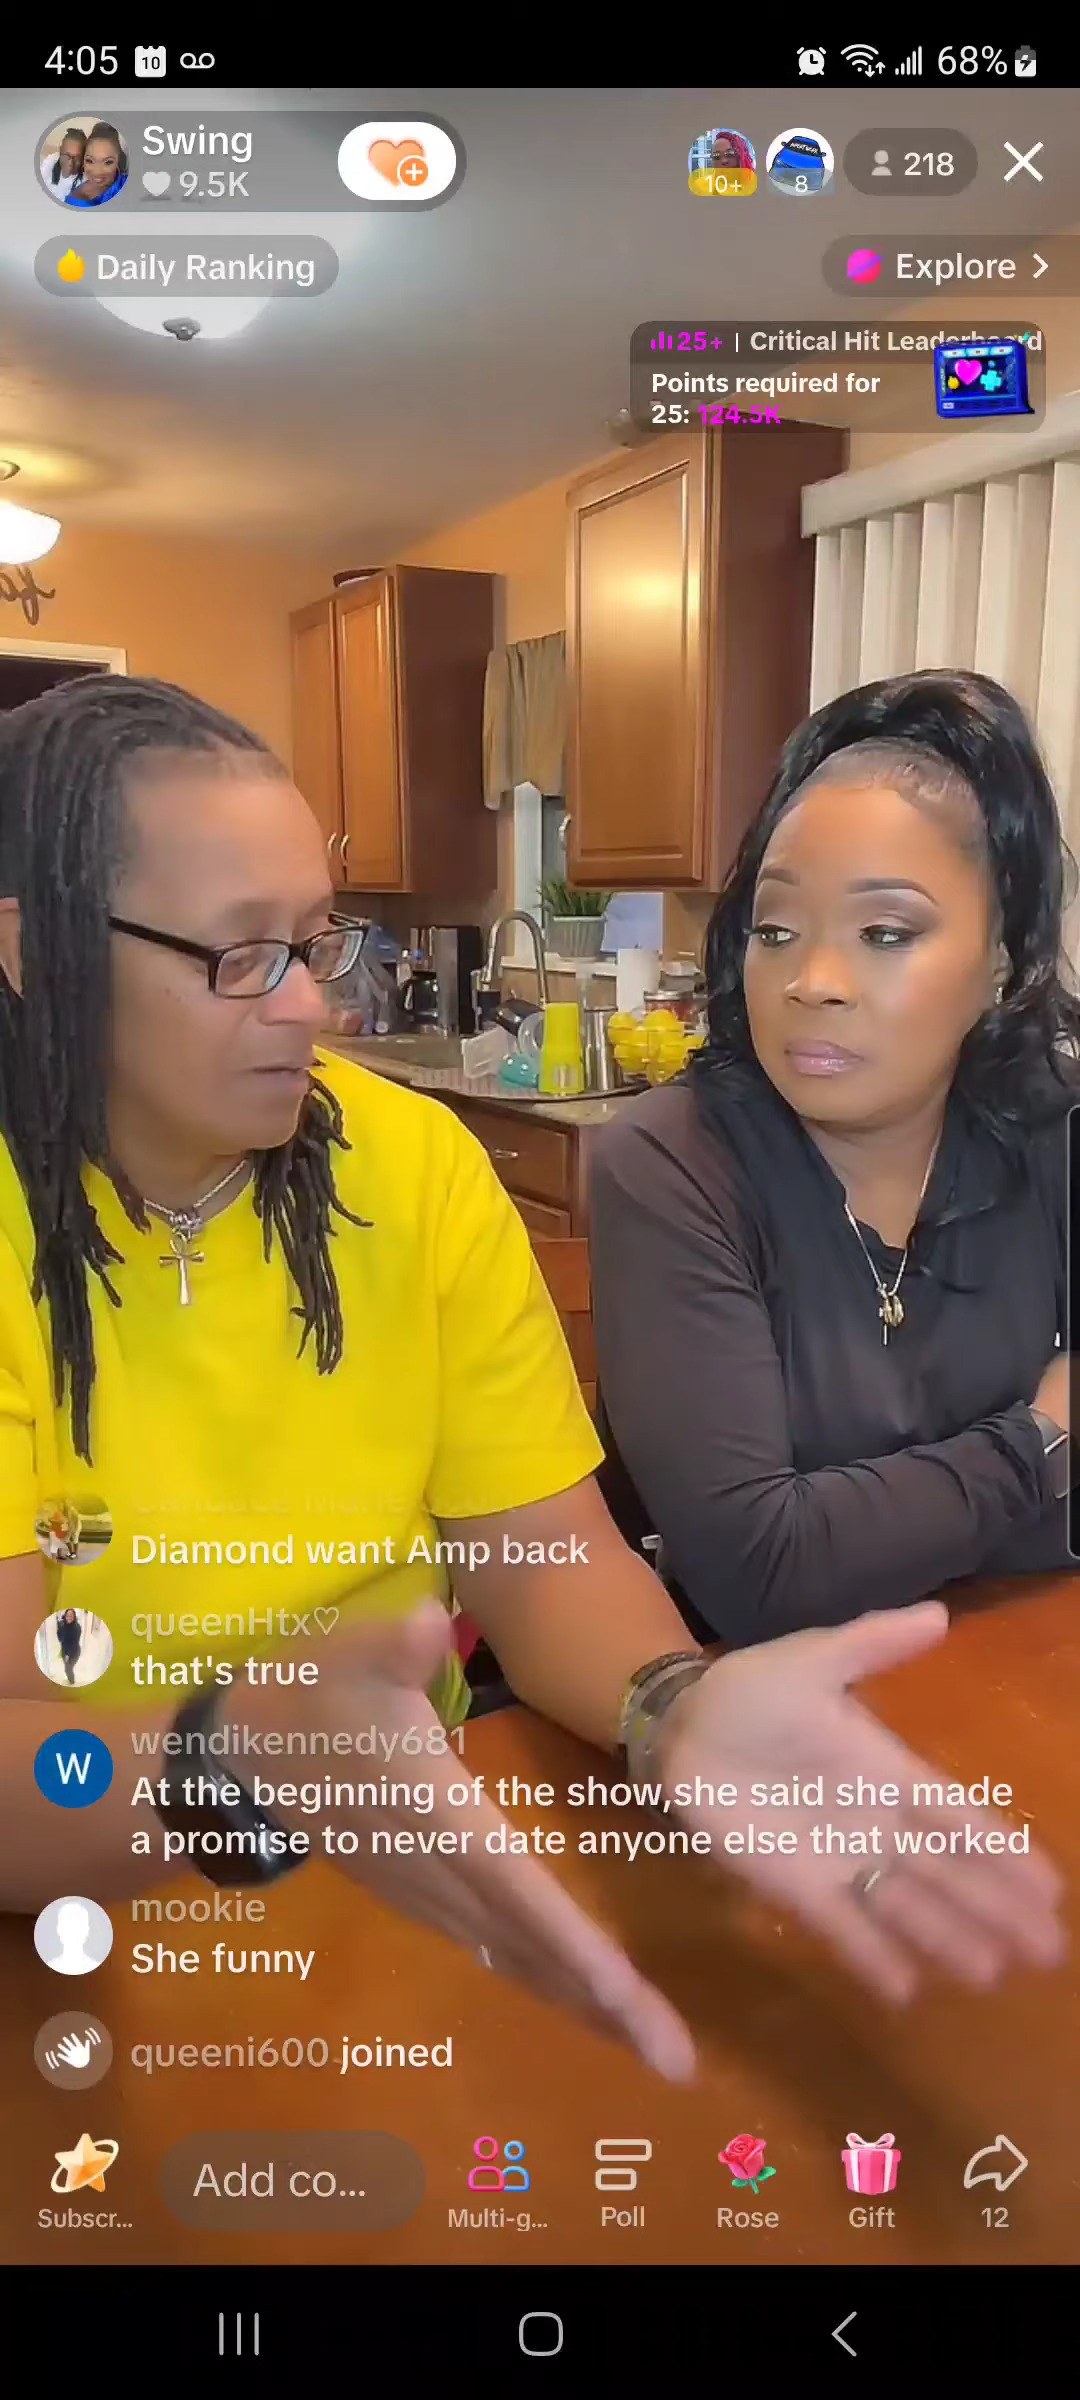 4:05 10 68%
Swing
9.5K
10+ 8 218
Daily Ranking
Explore
25+ | Critical Hit Leaderboard
Points required for
25: 124.5K
Diamond want Amp back
queenHtx♡
that's true
W wendikennedy681
At the beginning of the show,she said she made
a promise to never date anyone else that worked
mookie
She funny
queeni600 joined
Add co...
Subscr... Multi-g... Poll Rose Gift 12